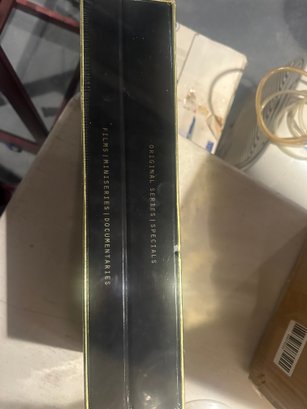 FILMS | MINISERIES | DOCUMENTARIES
ORIGINAL SERIES | SPECIALS